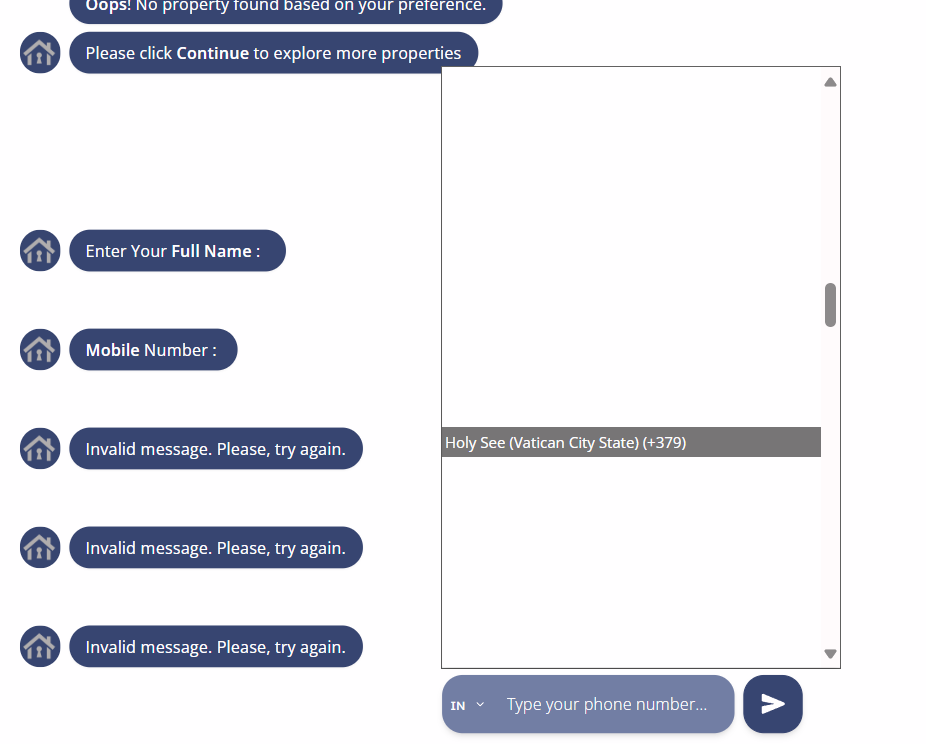 Oops! No property found based on your preference.
Please click Continue to explore more properties
Enter Your Full Name :
Mobile Number :
Holy See (Vatican City State) (+379)
Invalid message. Please, try again.
Invalid message. Please, try again.
Invalid message. Please, try again.
IN
Type your phone number...